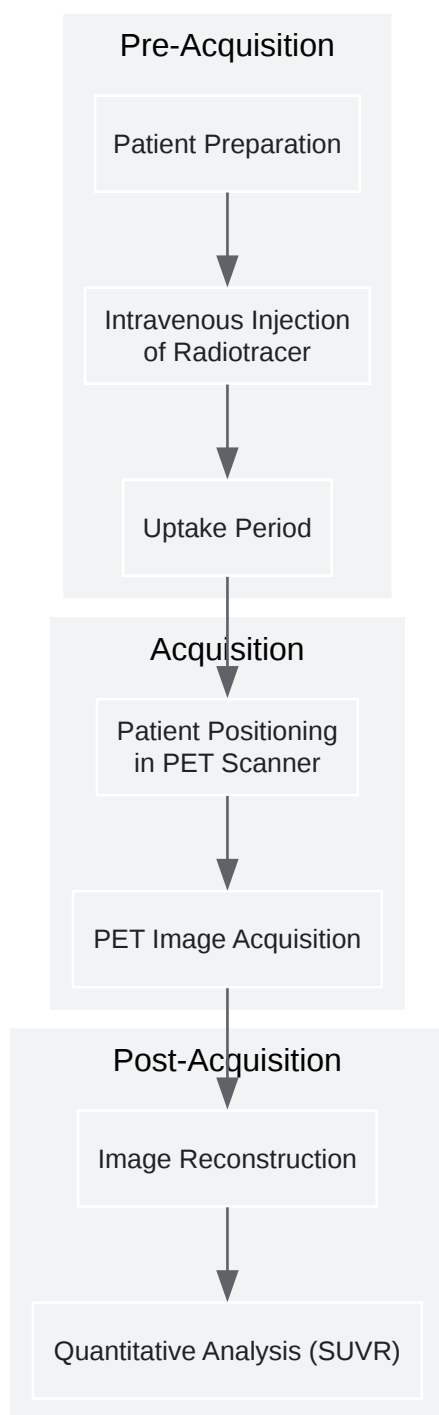 Pre-Acquisition
Patient Preparation
Intravenous Injection
of Radiotracer
Uptake Period
Acquisition
Patient Positioning
in PET Scanner
PET Image Acquisition
Post-Acquisition
Image Reconstruction
Quantitative Analysis (SUVR)